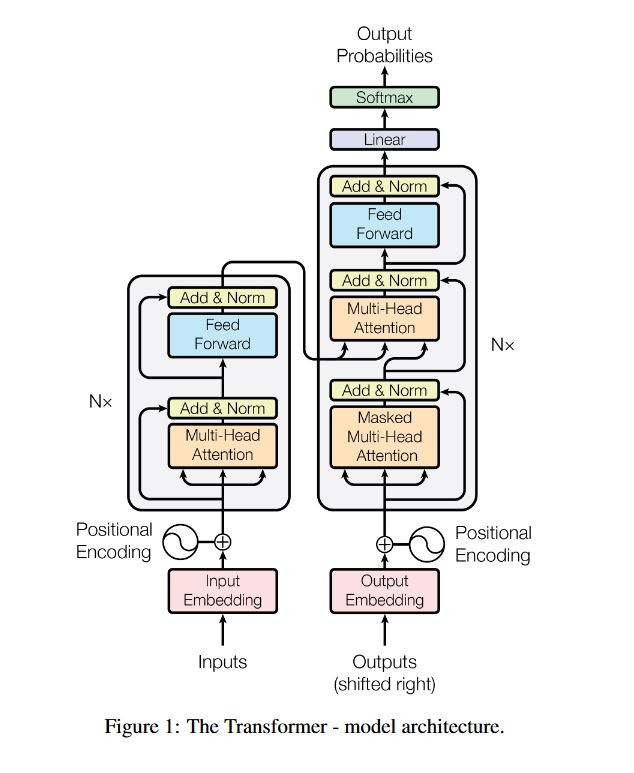 Output
Probabilities
Softmax
Linear
Add & Norm
Feed
Forward
Add & Norm
Multi-Head
Attention
Add & Norm
Masked
Multi-Head
Attention
Nx
Add & Norm
Feed
Forward
Add & Norm
Multi-Head
Attention
Nx
Positional
Encoding
Positional
Encoding
Input
Embedding
Output
Embedding
Inputs
Outputs
(shifted right)
Figure 1: The Transformer - model architecture.